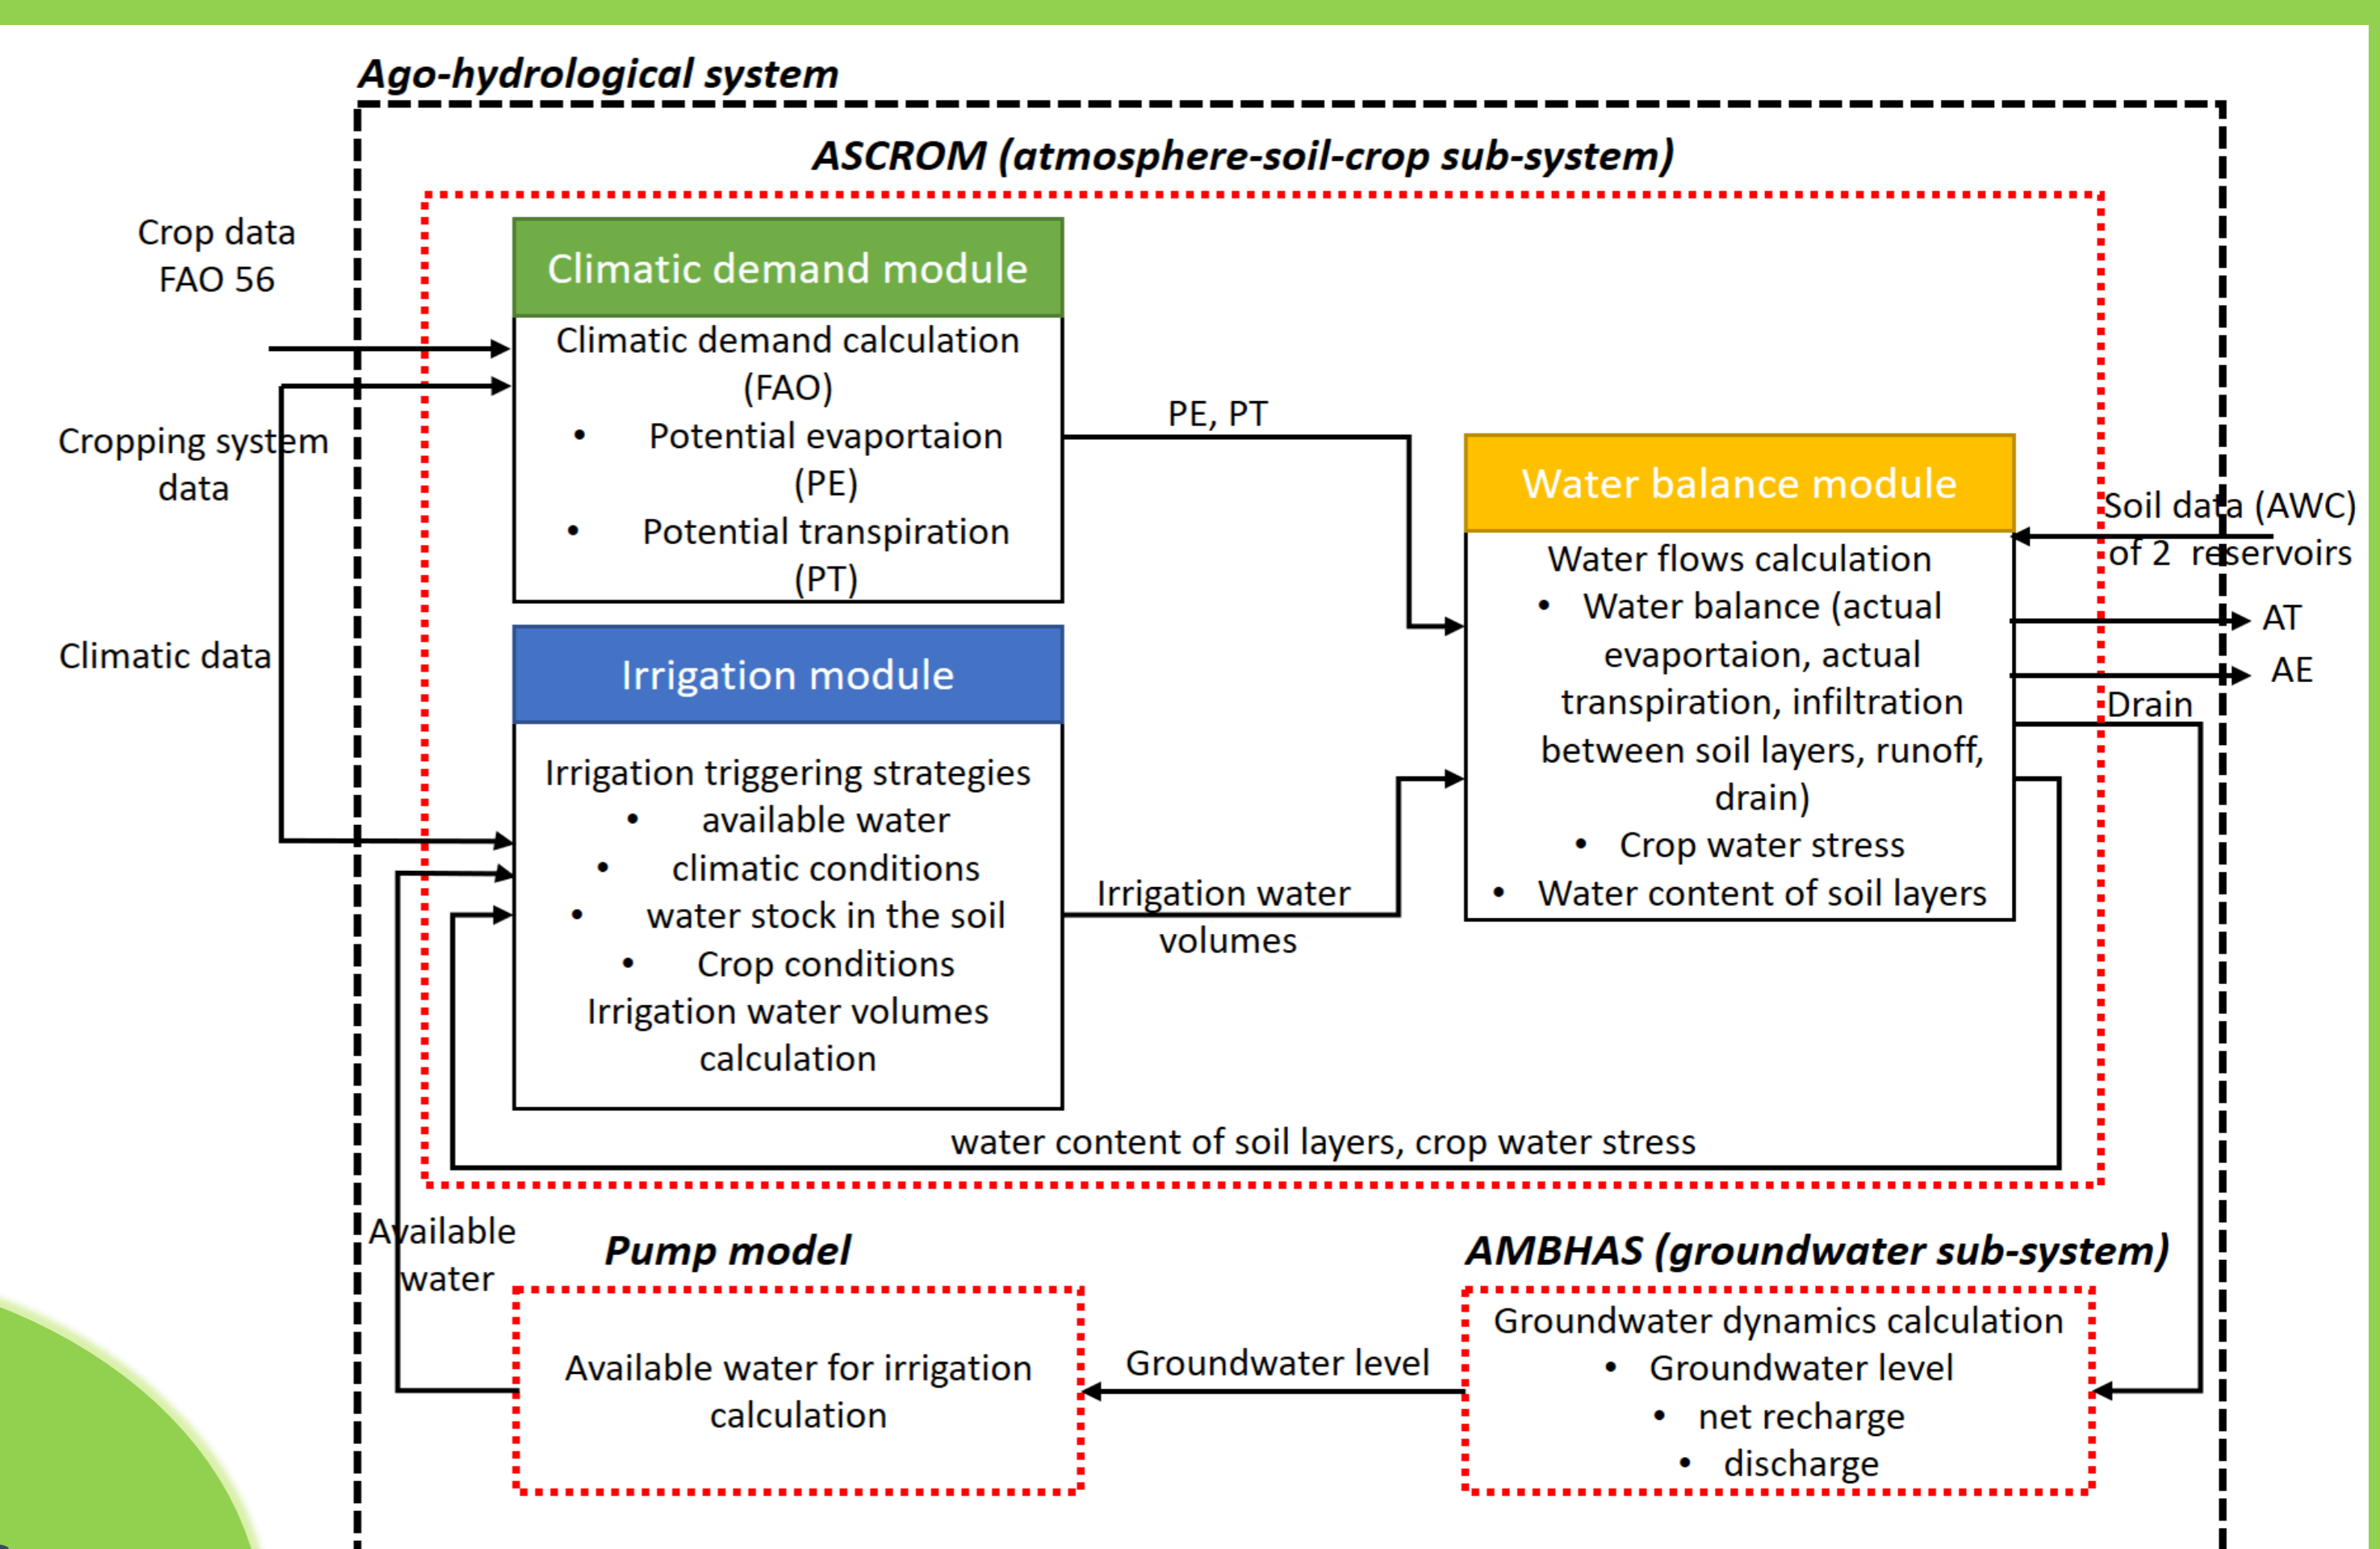 Ago-hydrological system
ASCROM (atmosphere-soil-crop sub-system)
Crop data
FAO 56
Cropping system
data
Climatic data
Climatic demand module
Climatic demand calculation
(FAO)
• Potential evaportaion
(PE)
• Potential transpiration
(PT)
PE, PT
Irrigation module
Irrigation triggering strategies
• available water
• climatic conditions
• water stock in the soil
• Crop conditions
Irrigation water volumes
calculation
Irrigation water
volumes
Water balance module
Water flows calculation
• Water balance (actual
evaportaion, actual
transpiration, infiltration
between soil layers, runoff,
drain)
• Crop water stress
• Water content of soil layers
Soil data (AWC)
of 2 reservoirs
AT
AE
Drain
water content of soil layers, crop water stress
Available
water
Pump model
Available water for irrigation
calculation
Groundwater level
AMBHAS (groundwater sub-system)
Groundwater dynamics calculation
• Groundwater level
• net recharge
• discharge